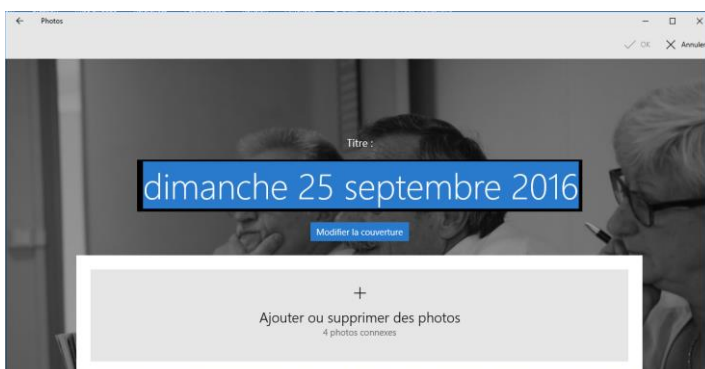 Photos
OK Annuler
Titre :
dimanche 25 septembre 2016
Modifier la couverture
Ajouter ou supprimer des photos
4 photos connexes